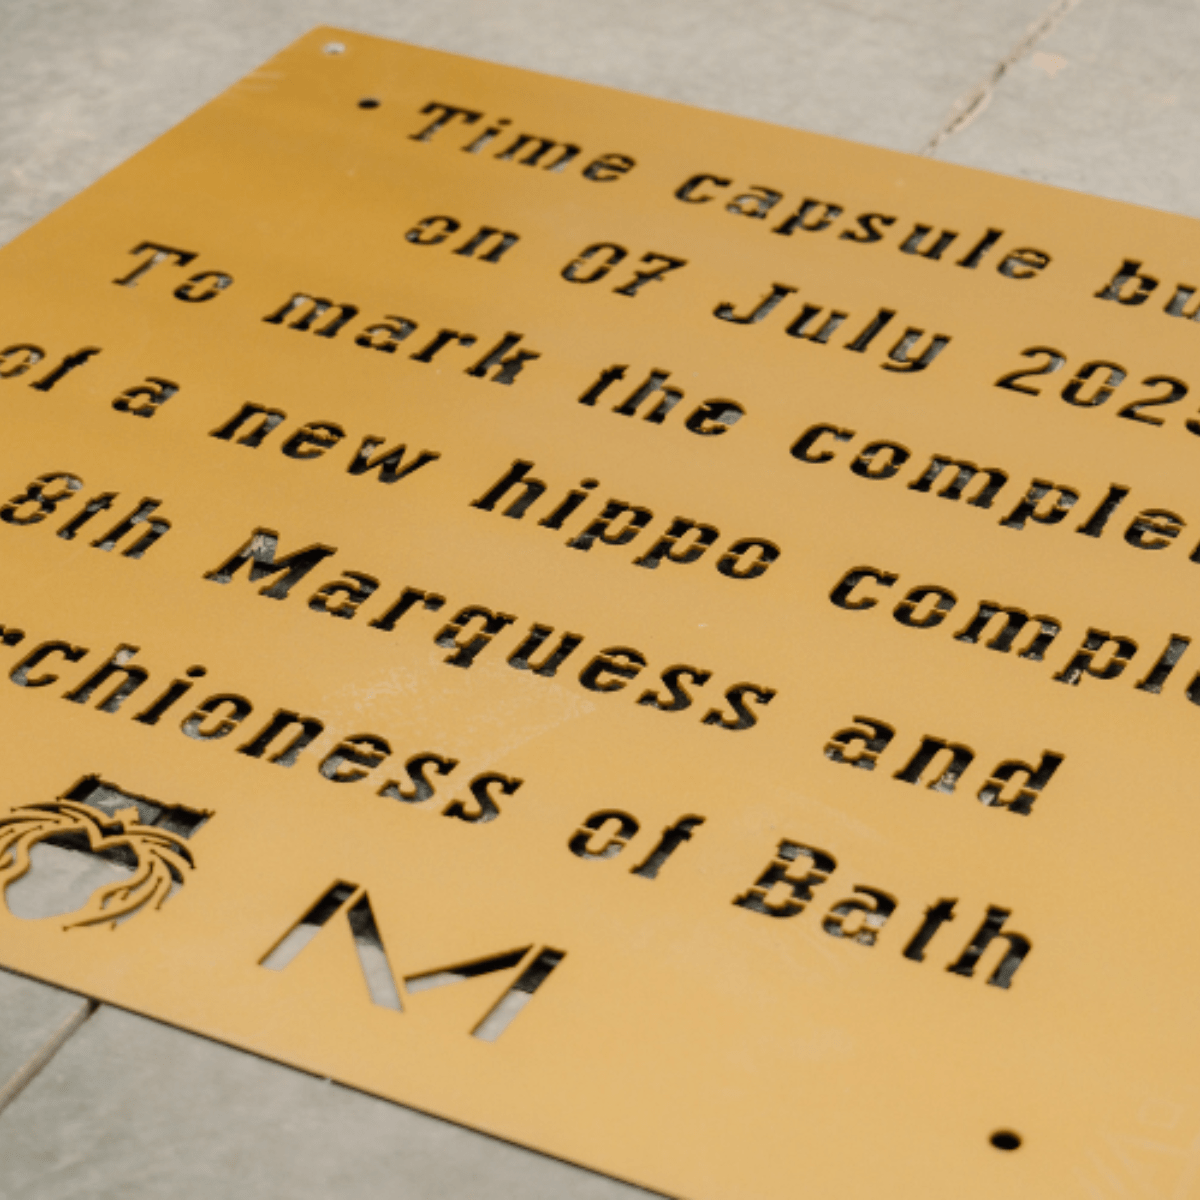 Time capsule bu
on 07 July 202
To mark the comple
of a new hippo compl
8th Marquess and
rchioness of Bath
M